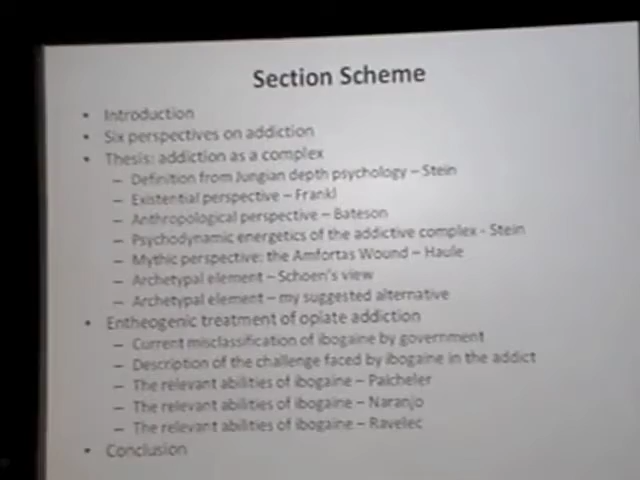 Section Scheme
• Introduction
• Six perspectives on addiction
• Thesis: addiction as a complex
– Definition from Jungian depth psychology – Stein
– Existential perspective – Frankl
– Anthropological perspective – Bateson
– Psychodynamic energetics of the addictive complex - Stein
– Mythic perspective: the Amfortas Wound – Haule
– Archetypal element – Schoen's view
– Archetypal element – my suggested alternative
• Entheogenic treatment of opiate addiction
– Current misclassification of ibogaine by government
– Description of the challenge faced by ibogaine in the addict
– The relevant abilities of ibogaine – Palcheler
– The relevant abilities of ibogaine – Naranjo
– The relevant abilities of ibogaine – Ravelec
• Conclusion